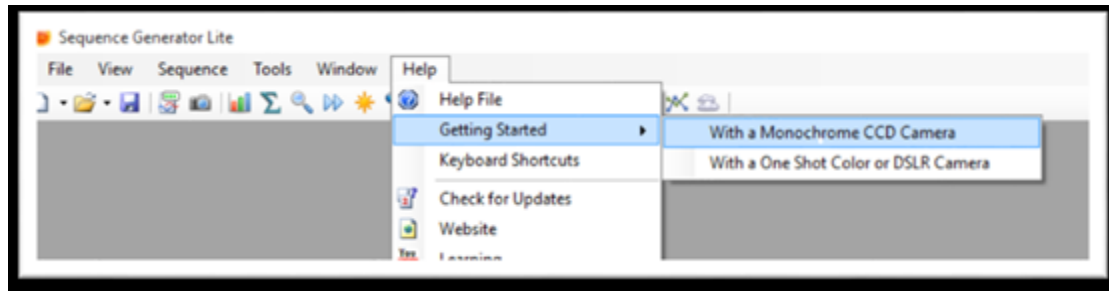 Sequence Generator Lite
File View Sequence Tools Window Help
Help File
Getting Started
With a Monochrome CCD Camera
Keyboard Shortcuts
With a One Shot Color or DSLR Camera
Check for Updates
Website